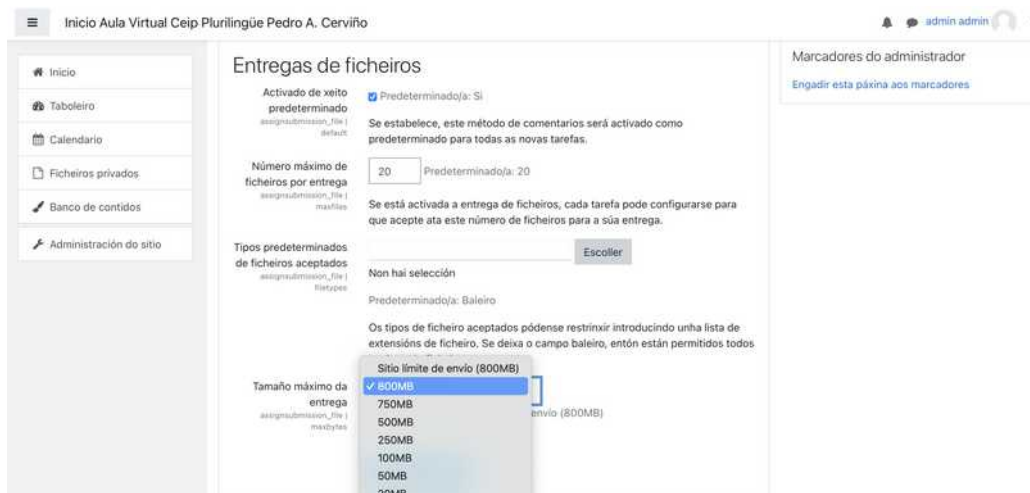 Inicio Aula Virtual Ceip Plurilingüe Pedro A. Cerviño
admin admin
Inicio
Taboleiro
Calendario
Ficheiros privados
Banco de contidos
Administración do sitio
Entregas de ficheiros
Activado de xeito
predeterminado
assignsubmission_file |
default
Predeterminado/a: Si
Se estabelece, este método de comentarios será activado como
predeterminado para todas as novas tarefas.
Número máximo de
ficheiros por entrega
assignsubmission_file |
maxfiles
20
Predeterminado/a: 20
Se está activada a entrega de ficheiros, cada tarefa pode configurarse para
que acepte ata este número de ficheiros para a súa entrega.
Tipos predeterminados
de ficheiros aceptados
assignsubmission_file |
filetypes
Escoller
Non hai selección
Predeterminado/a: Baleiro
Os tipos de ficheiro aceptados pódense restrinxir introducindo unha lista de
extensións de ficheiro. Se deixa o campo baleiro, entón están permitidos todos
Tamaño máximo da
entrega
assignsubmission_file |
maxbytes
Sitio límite de envío (800MB)
✓ 800MB
750MB
envío (800MB)
500MB
250MB
100MB
50MB
20MB
Marcadores do administrador
Engadir esta páxina aos marcadores